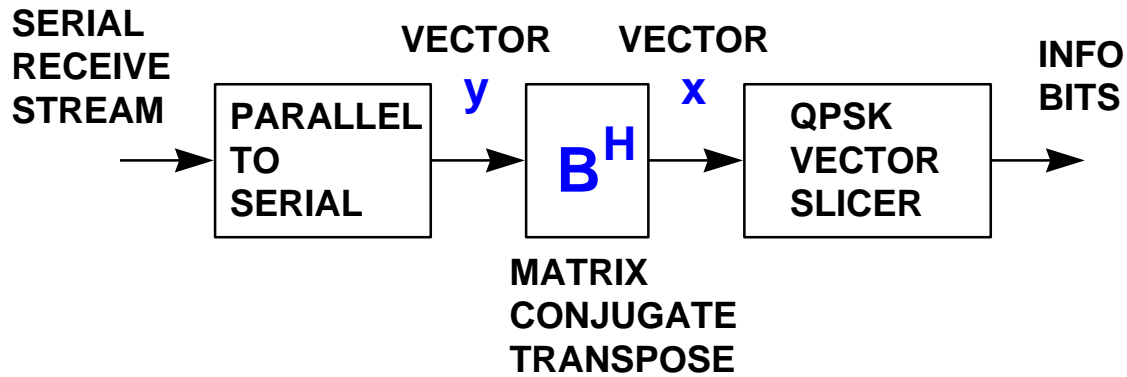 SERIAL
RECEIVE
STREAM
PARALLEL
TO
SERIAL
VECTOR
y
B^H
MATRIX
CONJUGATE
TRANSPOSE
VECTOR
x
QPSK
VECTOR
SLICER
INFO
BITS